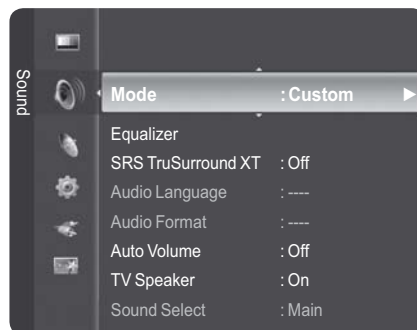 Sound
Mode : Custom
Equalizer
SRS TruSurround XT : Off
Audio Language : ----
Audio Format : ----
Auto Volume : Off
TV Speaker : On
Sound Select : Main